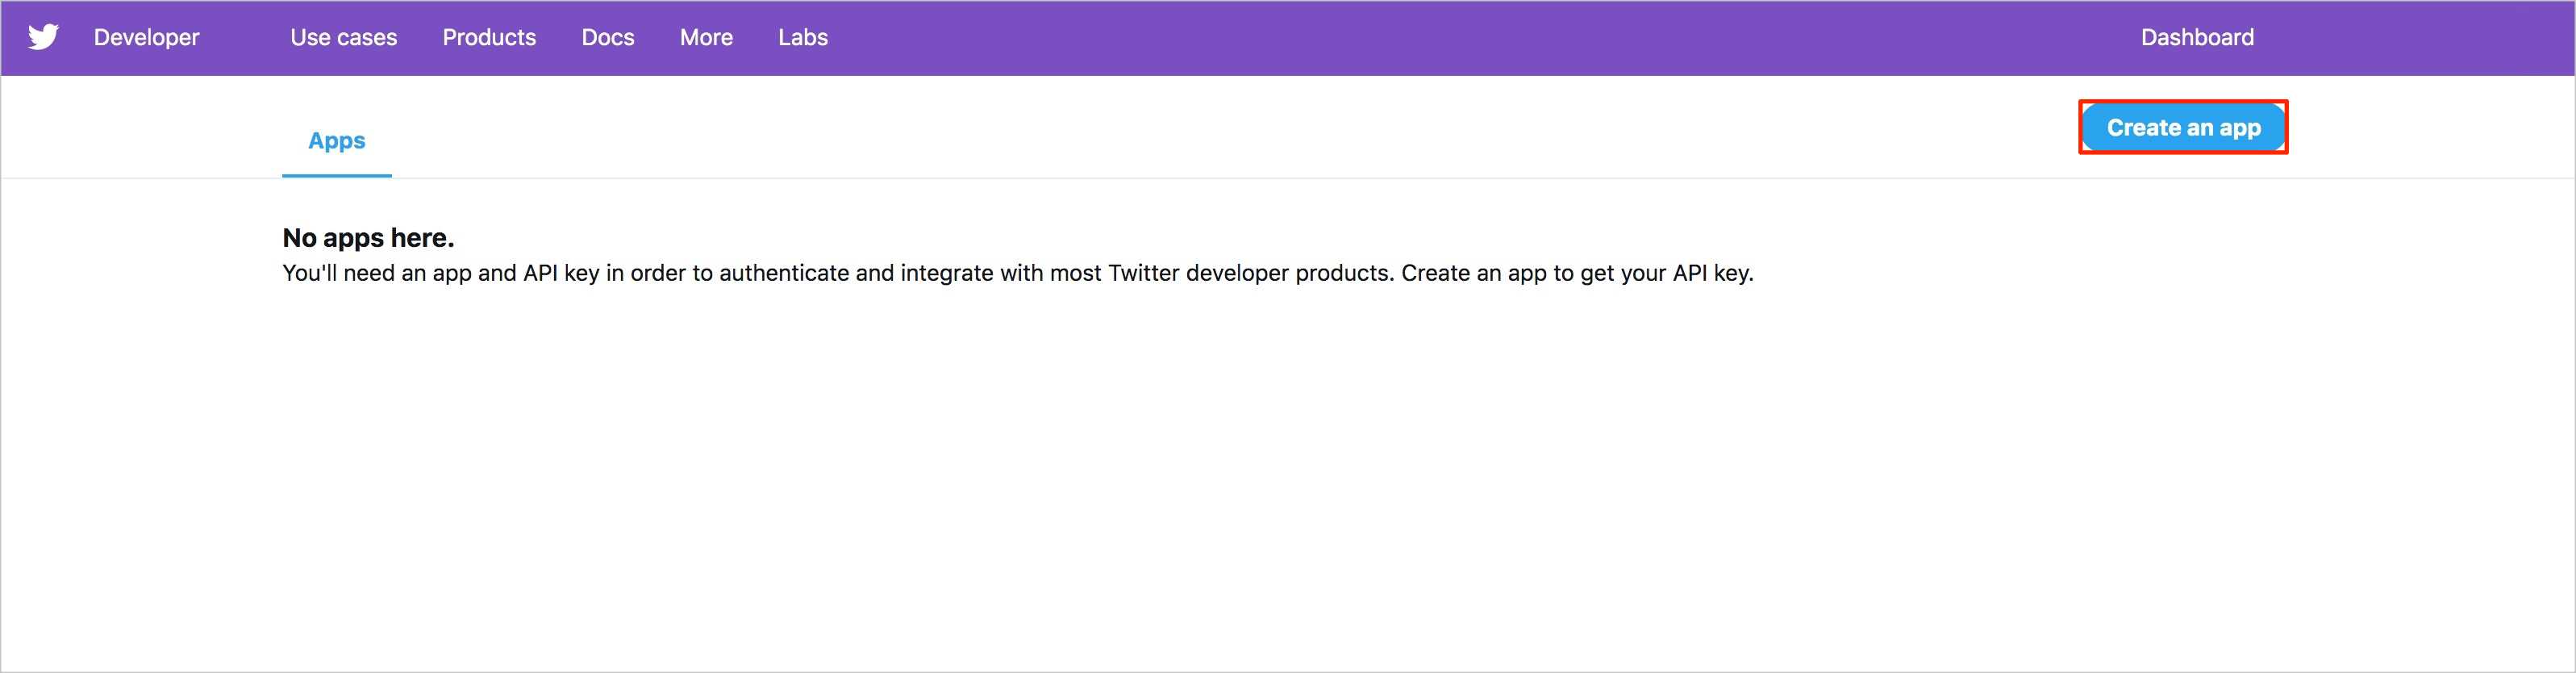 Developer Use cases Products Docs More Labs Dashboard
Apps
Create an app
No apps here.
You'll need an app and API key in order to authenticate and integrate with most Twitter developer products. Create an app to get your API key.